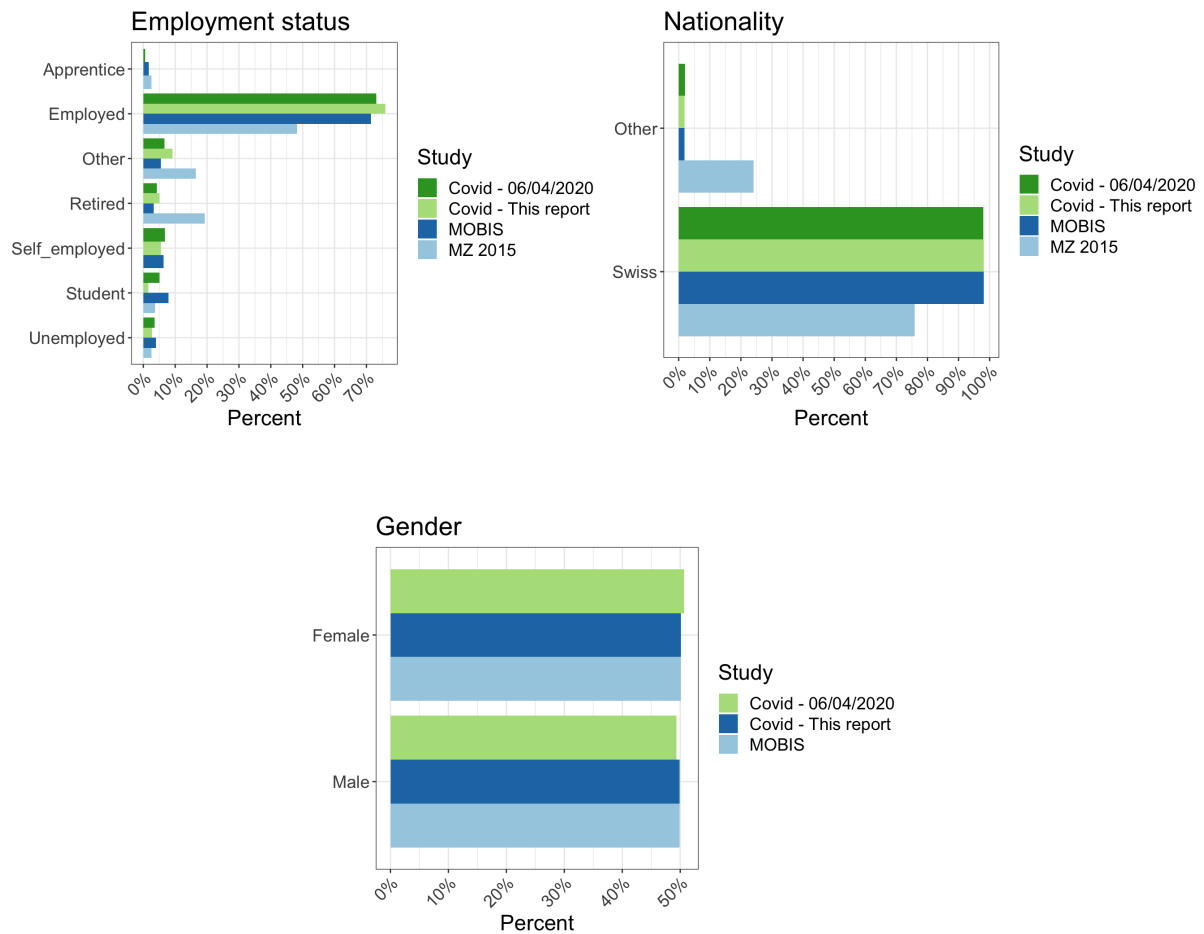 Employment status
Apprentice
Employed
Other
Retired
Self_employed
Student
Unemployed
0% 10% 20% 30% 40% 50% 60% 70%
Percent
Study
Covid - 06/04/2020
Covid - This report
MOBIS
MZ 2015
Nationality
Other
Swiss
0% 10% 20% 30% 40% 50% 60% 70% 80% 90% 100%
Percent
Study
Covid - 06/04/2020
Covid - This report
MOBIS
MZ 2015
Gender
Female
Male
0% 10% 20% 30% 40% 50%
Percent
Study
Covid - 06/04/2020
Covid - This report
MOBIS